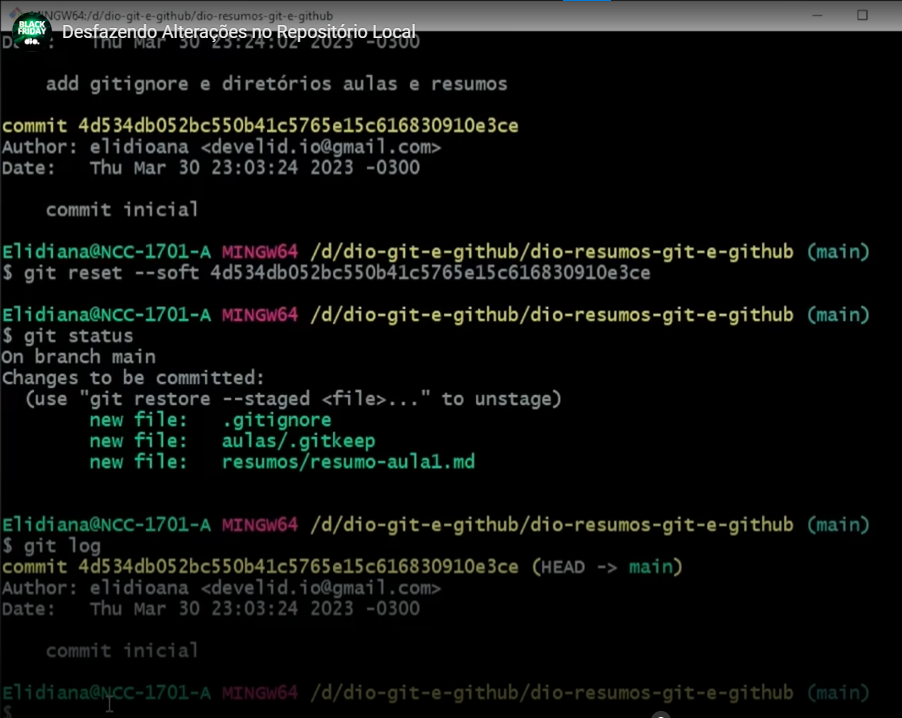 MINGW64:/d/dio-git-e-github/dio-resumos-git-e-github
BLACK
FRIDAY
dio.
Desfazendo Alterações no Repositório Local
Date:   Thu Mar 30 23:24:02 2023 -0300
add gitignore e diretórios aulas e resumos
commit 4d534db052bc550b41c5765e15c616830910e3ce
Author: elidioana <develid.io@gmail.com>
Date:   Thu Mar 30 23:03:24 2023 -0300
commit inicial
Elidiana@NCC-1701-A MINGW64 /d/dio-git-e-github/dio-resumos-git-e-github (main)
$ git reset --soft 4d534db052bc550b41c5765e15c616830910e3ce
Elidiana@NCC-1701-A MINGW64 /d/dio-git-e-github/dio-resumos-git-e-github (main)
$ git status
On branch main
Changes to be committed:
(use "git restore --staged <file>..." to unstage)
new file:   .gitignore
new file:   aulas/.gitkeep
new file:   resumos/resumo-aula1.md
Elidiana@NCC-1701-A MINGW64 /d/dio-git-e-github/dio-resumos-git-e-github (main)
$ git log
commit 4d534db052bc550b41c5765e15c616830910e3ce (HEAD -> main)
Author: elidioana <develid.io@gmail.com>
Date:   Thu Mar 30 23:03:24 2023 -0300
commit inicial
Elidiana@NCC-1701-A MINGW64 /d/dio-git-e-github/dio-resumos-git-e-github (main)
$